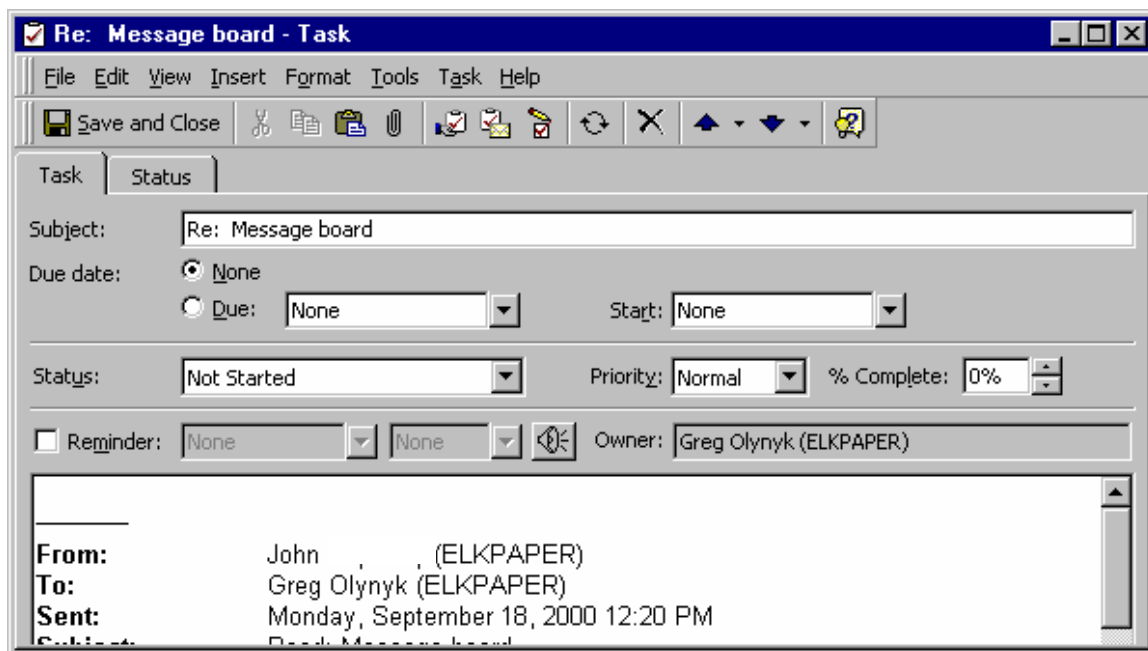 Re: Message board - Task
File Edit View Insert Format Tools Task Help
Save and Close
Task Status
Subject: Re: Message board
Due date: None
Due: None Start: None
Status: Not Started Priority: Normal % Complete: 0%
Reminder: None None Owner: Greg Olynyk (ELKPAPER)
From: John (ELKPAPER)
To: Greg Olynyk (ELKPAPER)
Sent: Monday, September 18, 2000 12:20 PM
Subject: Message board